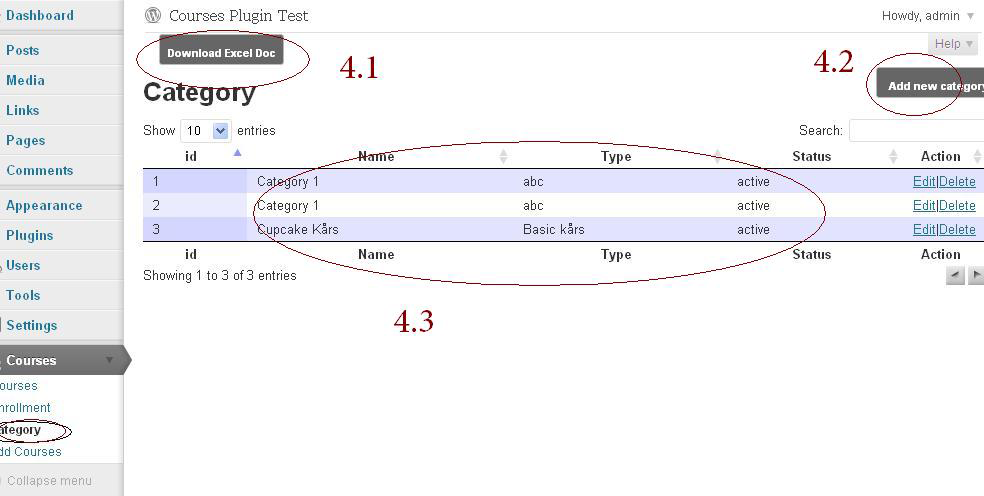 Dashboard
Posts
Media
Links
Pages
Comments
Appearance
Plugins
Users
Tools
Settings
Courses
ourses
nrollment
ategory
dd Courses
Collapse menu
Courses Plugin Test
Howdy, admin
Help
Download Excel Doc
4.1
4.2
Add new category
Category
Show 10 entries
Search:
id Name Type Status Action
1 Category 1 abc active Edit|Delete
2 Category 1 abc active Edit|Delete
3 Cupcake Kårs Basic kårs active Edit|Delete
id Name Type Status Action
Showing 1 to 3 of 3 entries
4.3